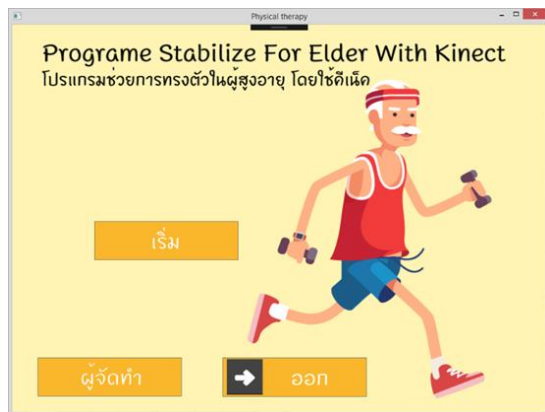 Physical therapy
Programe Stabilize For Elder With Kinect
โปรแกรมช่วยการทรงตัวในผู้สูงอายุ โดยใช้คีเน็ค
เริ่ม
ผู้จัดทำ
ออก